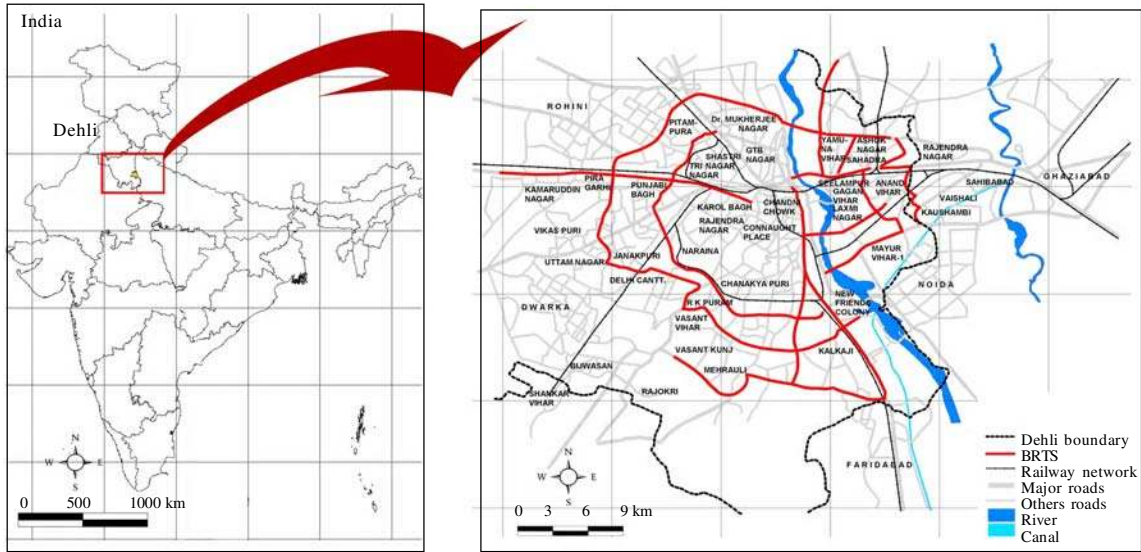 India
Dehli
N
W E
S
0 500 1000 km
ROHINI
PITAM-
PURA
Dr. MUKHERJEE
NAGAR
GTB
NAGAR
SHASTRI
NAGAR
TRI
NAGAR
YAMU-
NA
VIHAR
ASHOK
NAGAR
SAHADRA
RAJENDRA
NAGAR
GHAZIABAD
SAHIBABAD
VAISHALI
KAUSHAMBI
KAMARUDDIN
NAGAR
PIRA
GARHI
PUNJABI
BAGH
SEELAMPUR
GAGAN
VIHAR
LAXMI
NAGAR
ANAND
VIHAR
KAROL BAGH
CHANDNI
CHOWK
RAJENDRA
NAGAR
CONNAUGHT
PLACE
VIKAS PURI
JANAKPURI
UTTAM NAGAR
NARAINA
MAYUR
VIHAR-1
DELHI CANTT.
CHANAKYA PURI
NOIDA
DWARKA
R.K PURAM
NEW
FRIENDS
COLONY
VASANT
VIHAR
VASANT KUNJ
KALKAJI
BIJWASAN
MEHRAULI
SHANKAR
VIHAR
RAJOKRI
FARIDABAD
N
W E
S
0 3 6 9 km
Dehli boundary
BRTS
Railway network
Major roads
Others roads
River
Canal